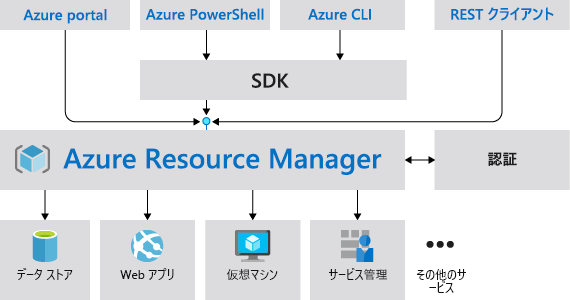 Azure portal
Azure PowerShell
Azure CLI
REST クライアント
SDK
Azure Resource Manager
認証
データ ストア
Web アプリ
仮想マシン
サービス管理
その他のサ
ービス